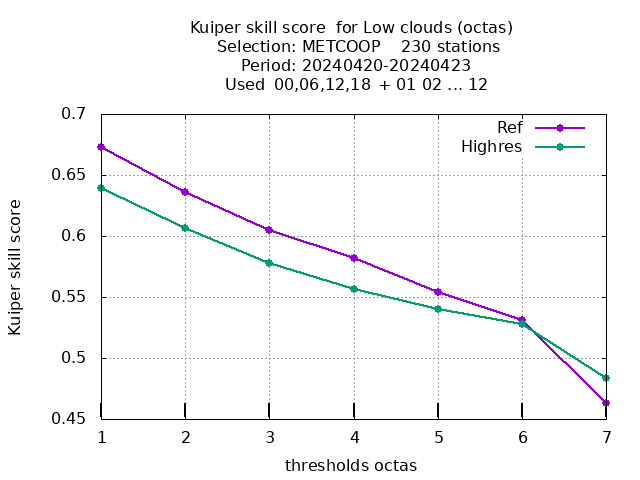 Kuiper skill score  for Low clouds (octas)
Selection: METCOOP    230 stations
Period: 20240420-20240423
Used  00,06,12,18 + 01 02 ... 12
0.7
Ref
Highres
0.65
0.6
0.55
0.5
0.45
Kuiper skill score
1 2 3 4 5 6 7
thresholds octas